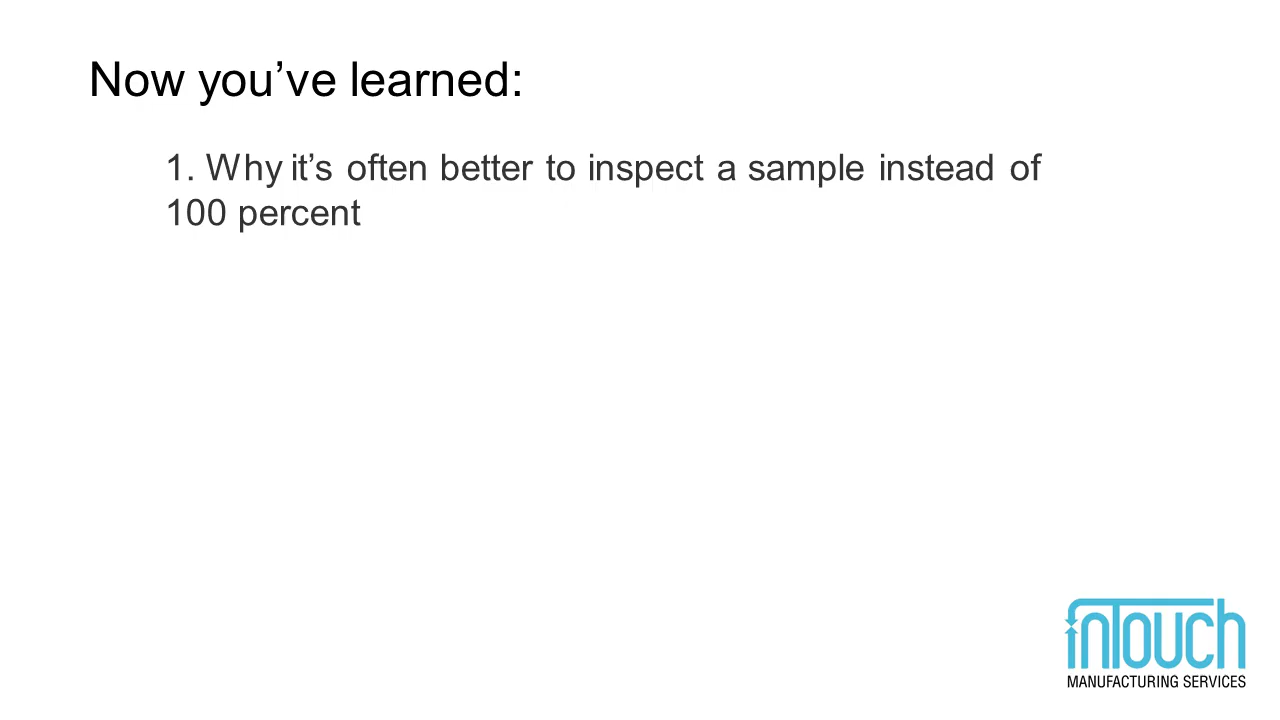 Now you’ve learned:
1. Why it’s often better to inspect a sample instead of
100 percent
inTouch
MANUFACTURING SERVICES